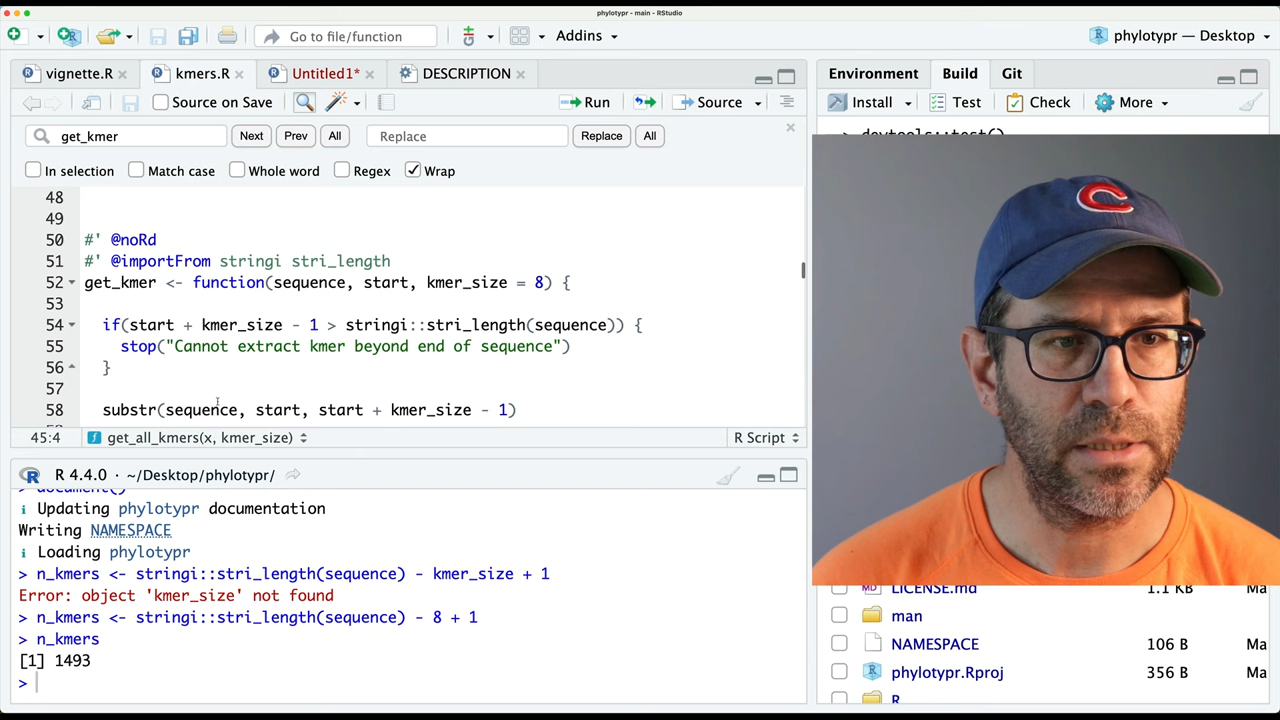 phylotypr - main - RStudio
Go to file/function
Addins
phylotypr — Desktop
vignette.R
kmers.R
Untitled1*
DESCRIPTION
Source on Save
Run
Source
get_kmer
Next
Prev
All
Replace
Replace
All
In selection
Match case
Whole word
Regex
Wrap
48
49
50 #' @noRd
51 #' @importFrom stringi stri_length
52 get_kmer <- function(sequence, start, kmer_size = 8) {
53
54 if(start + kmer_size - 1 > stringi::stri_length(sequence)) {
55 stop("Cannot extract kmer beyond end of sequence")
56 }
57
58 substr(sequence, start, start + kmer_size - 1)
45:4
get_all_kmers(x, kmer_size)
R Script
R 4.4.0 · ~/Desktop/phylotypr/
> document()
i Updating phylotypr documentation
Writing NAMESPACE
i Loading phylotypr
> n_kmers <- stringi::stri_length(sequence) - kmer_size + 1
Error: object 'kmer_size' not found
> n_kmers <- stringi::stri_length(sequence) - 8 + 1
> n_kmers
[1] 1493
>
Environment
Build
Git
Install
Test
Check
More
> devtools::test()
C
LICENSE.md 1.1 KB Ma
man
NAMESPACE 106 B Ma
phylotypr.Rproj 356 B Ma
R